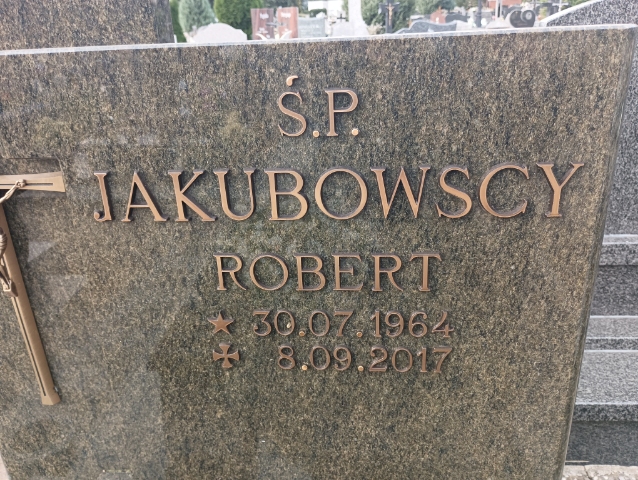 Ś.P.
JAKUBOWSCY
ROBERT
30.07.1964
8.09.2017